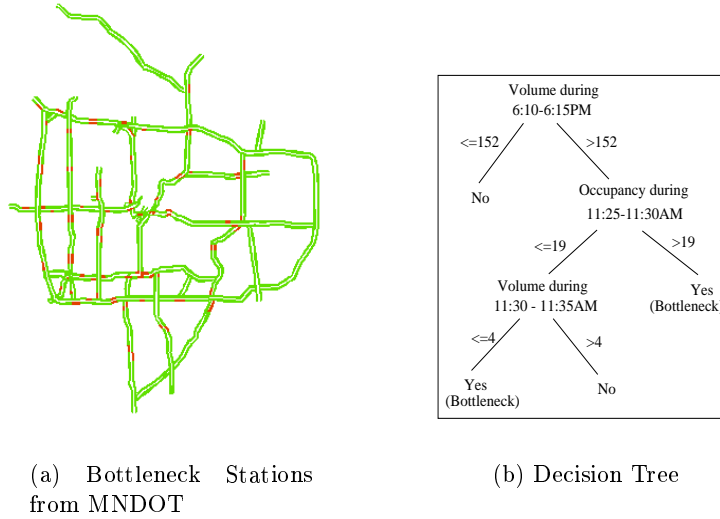 Volume during
6:10-6:15PM
<=152
>152
No
Occupancy during
11:25-11:30AM
<=19
>19
Volume during
11:30 - 11:35AM
Yes
(Bottleneck)
<=4
>4
Yes
(Bottleneck)
No
(a) Bottleneck Stations
from MNDOT
(b) Decision Tree